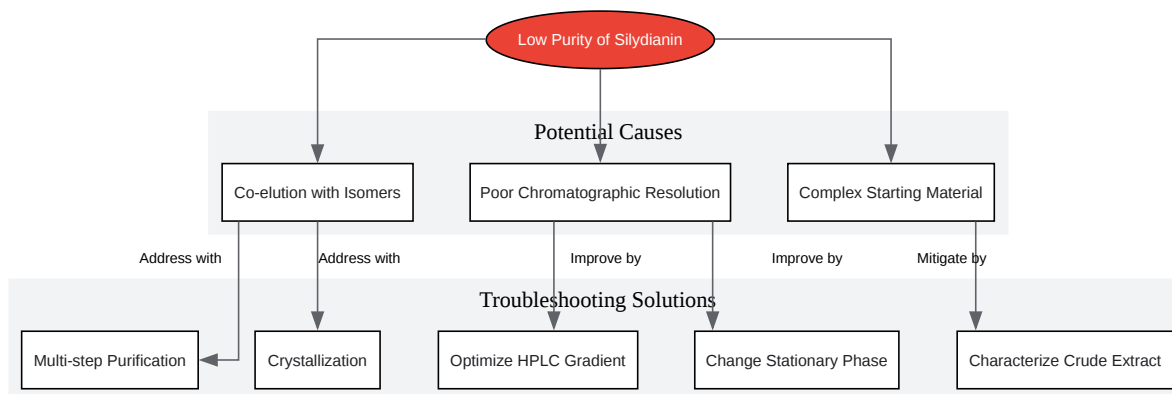 Low Purity of Silydianin
Potential Causes
Co-elution with Isomers
Poor Chromatographic Resolution
Complex Starting Material
Address with
Address with
Improve by
Improve by
Mitigate by
Troubleshooting Solutions
Multi-step Purification
Crystallization
Optimize HPLC Gradient
Change Stationary Phase
Characterize Crude Extract